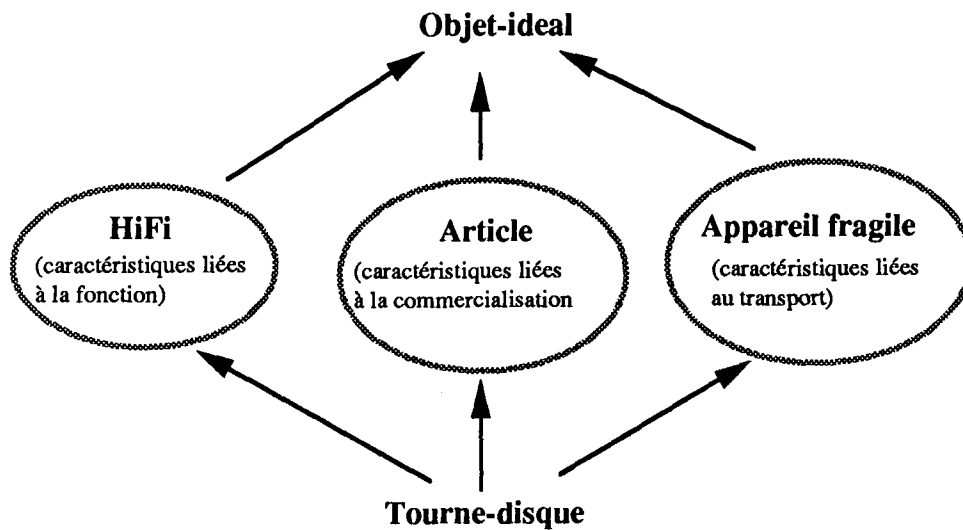 Objet-ideal
HiFi
(caractéristiques liées
à la fonction)
Article
(caractéristiques liées
à la commercialisation
Appareil fragile
(caractéristiques liées
au transport)
Tourne-disque